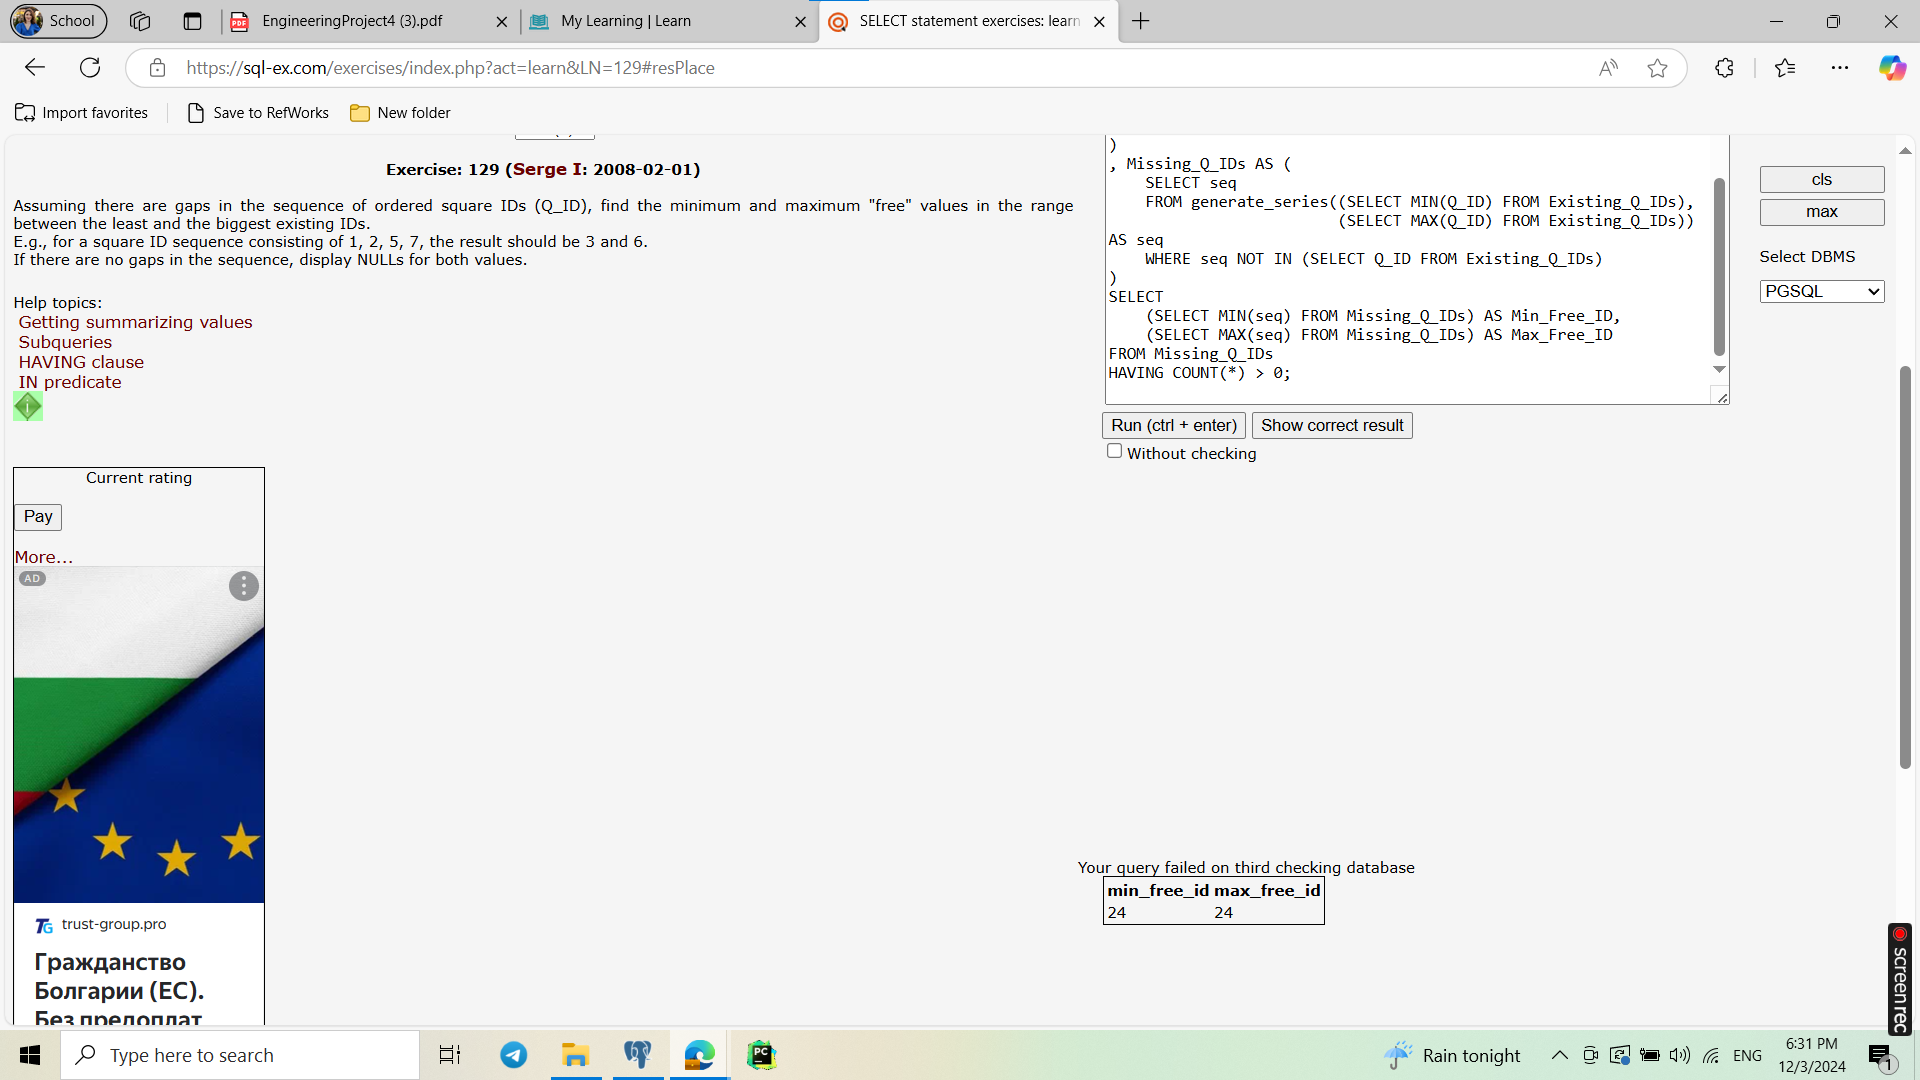 School
EngineeringProject4 (3).pdf
My Learning | Learn
SELECT statement exercises: learn
https://sql-ex.com/exercises/index.php?act=learn&LN=129#resPlace
Import favorites
Save to RefWorks
New folder
Exercise: 129 (Serge I: 2008-02-01)
Assuming there are gaps in the sequence of ordered square IDs (Q_ID), find the minimum and maximum "free" values in the range
between the least and the biggest existing IDs.
E.g., for a square ID sequence consisting of 1, 2, 5, 7, the result should be 3 and 6.
If there are no gaps in the sequence, display NULLs for both values.
Help topics:
Getting summarizing values
Subqueries
HAVING clause
IN predicate
Current rating
Pay
More...
AD
trust-group.pro
Гражданство
Болгарии (ЕС).
Без предоплат
)
, Missing_Q_IDs AS (
SELECT seq
FROM generate_series((SELECT MIN(Q_ID) FROM Existing_Q_IDs),
(SELECT MAX(Q_ID) FROM Existing_Q_IDs))
AS seq
WHERE seq NOT IN (SELECT Q_ID FROM Existing_Q_IDs)
)
SELECT
(SELECT MIN(seq) FROM Missing_Q_IDs) AS Min_Free_ID,
(SELECT MAX(seq) FROM Missing_Q_IDs) AS Max_Free_ID
FROM Missing_Q_IDs
HAVING COUNT(*) > 0;
Run (ctrl + enter)
Show correct result
Without checking
cls
max
Select DBMS
PGSQL
Your query failed on third checking database
min_free_id max_free_id
24 24
screenrec
Type here to search
PC
Rain tonight
ENG
6:31 PM
12/3/2024
1